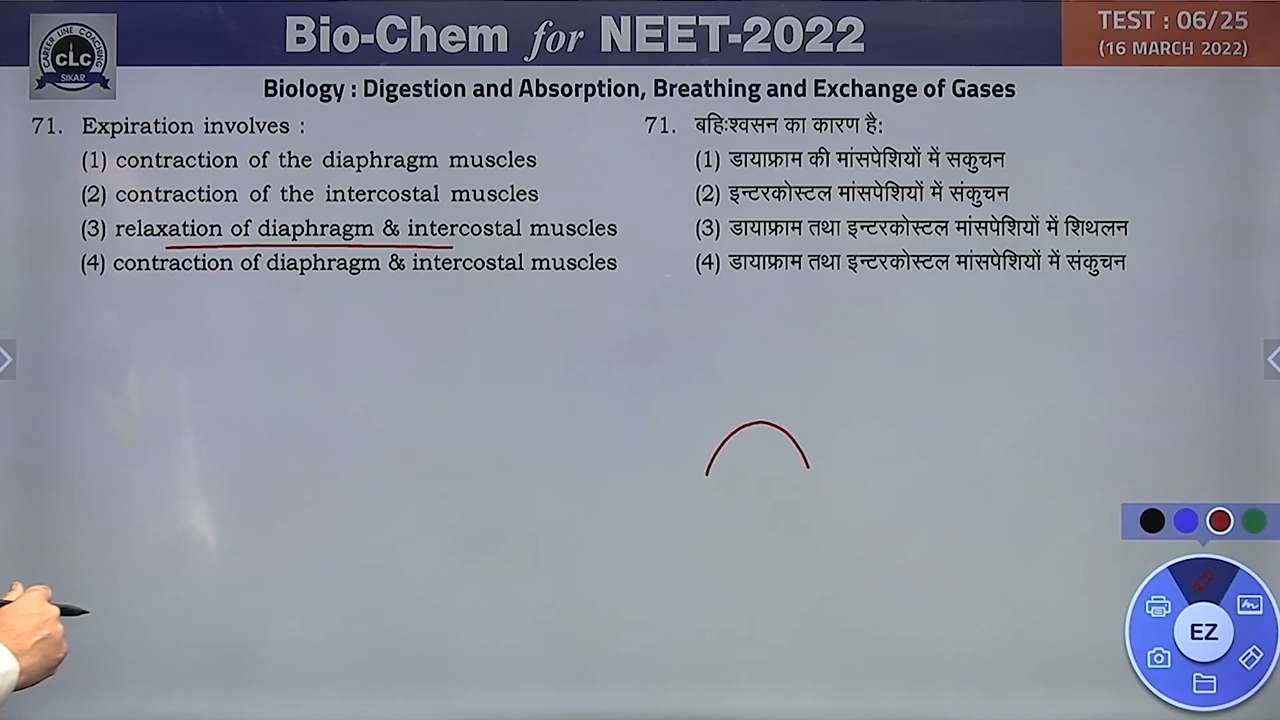 CAREER LINE COACHING
CLC
SIKAR
Bio-Chem for NEET-2022
TEST : 06/25
(16 MARCH 2022)
Biology : Digestion and Absorption, Breathing and Exchange of Gases
71. Expiration involves :
(1) contraction of the diaphragm muscles
(2) contraction of the intercostal muscles
(3) relaxation of diaphragm & intercostal muscles
(4) contraction of diaphragm & intercostal muscles
71. बहिःश्वसन का कारण है:
(1) डायाफ्राम की मांसपेशियों में सकुचन
(2) इन्टरकोस्टल मांसपेशियों में संकुचन
(3) डायाफ्राम तथा इन्टरकोस्टल मांसपेशियों में शिथलन
(4) डायाफ्राम तथा इन्टरकोस्टल मांसपेशियों में संकुचन
EZ